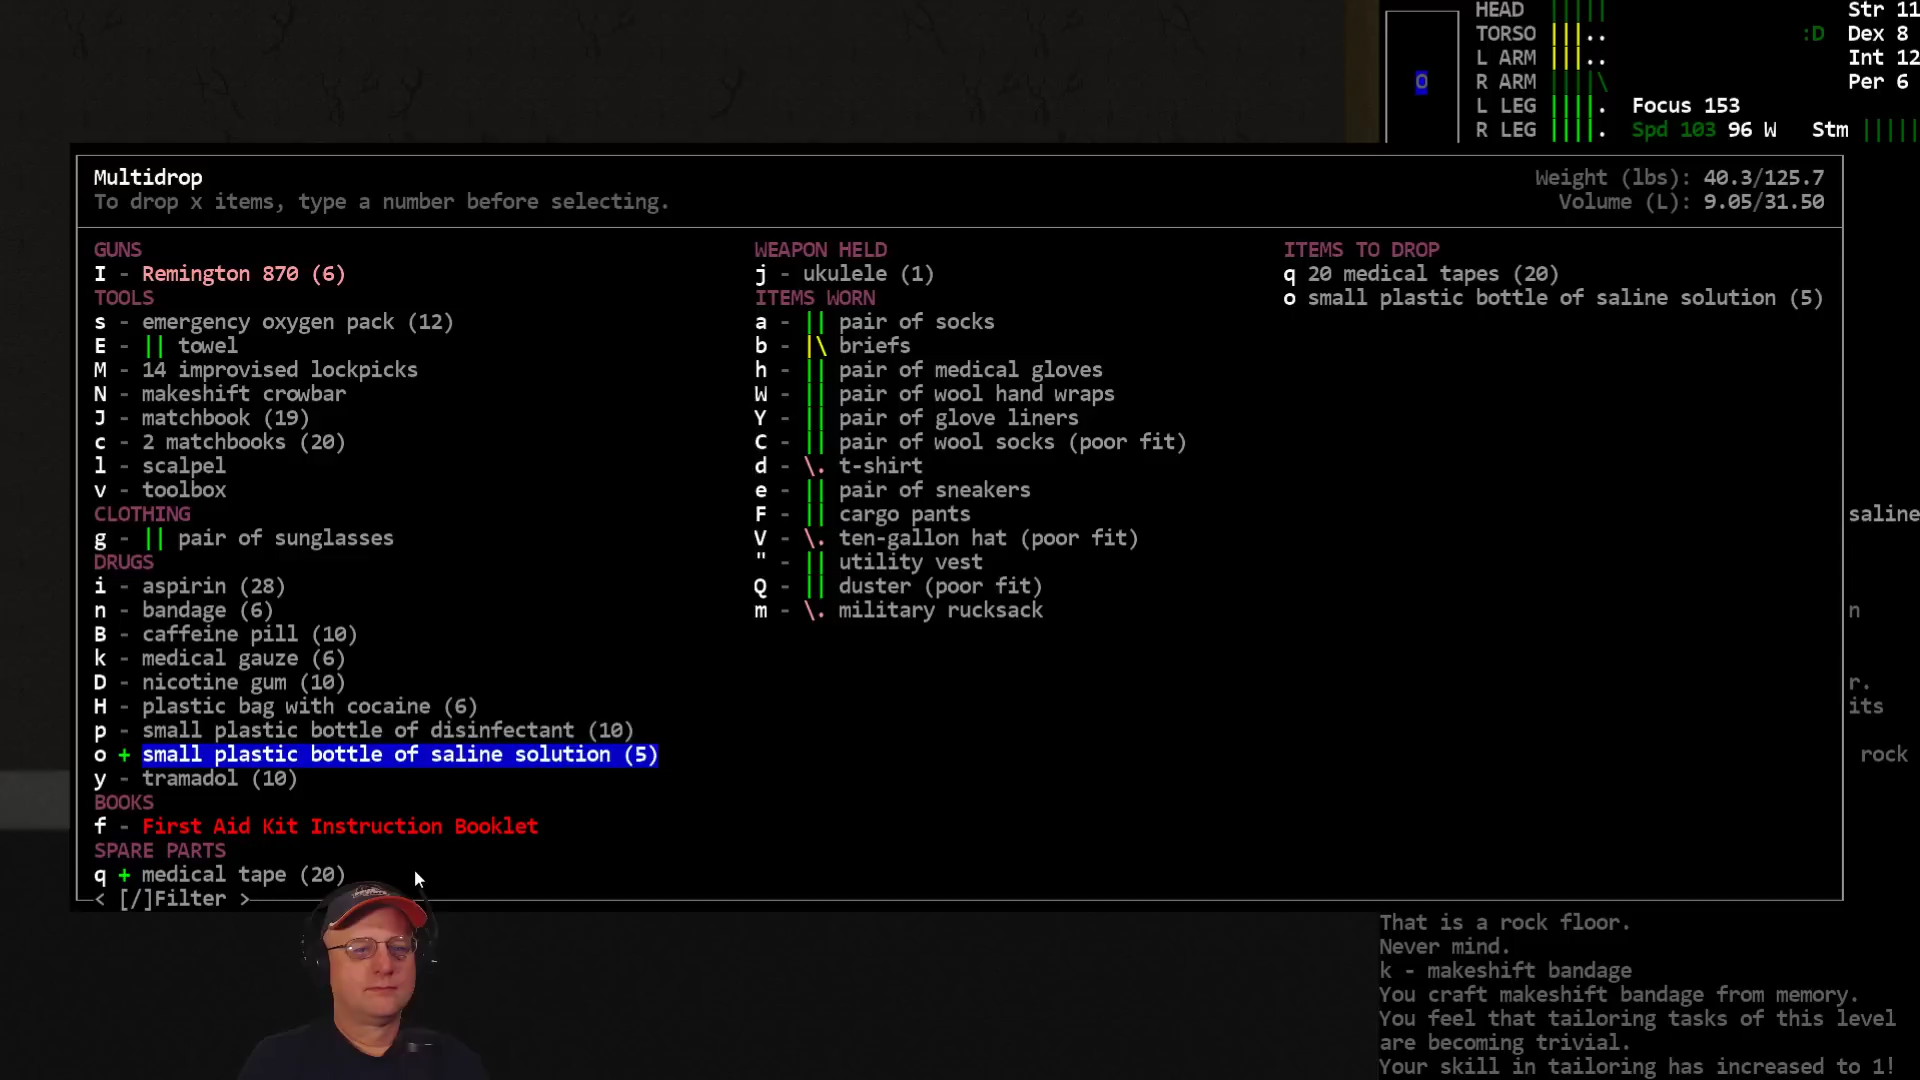 HEAD |||||
TORSO |||..
L ARM |||..
R ARM ||||\
L LEG ||||.
R LEG ||||.
:D
Str 11
Dex 8
Int 12
Per 6
Focus 153
Spd 103 96 W Stm |||||
O
Multidrop
To drop x items, type a number before selecting.
Weight (lbs): 40.3/125.7
Volume (L): 9.05/31.50
GUNS
I - Remington 870 (6)
TOOLS
s - emergency oxygen pack (12)
E - || towel
M - 14 improvised lockpicks
N - makeshift crowbar
J - matchbook (19)
c - 2 matchbooks (20)
l - scalpel
v - toolbox
CLOTHING
g - || pair of sunglasses
DRUGS
i - aspirin (28)
n - bandage (6)
B - caffeine pill (10)
k - medical gauze (6)
D - nicotine gum (10)
H - plastic bag with cocaine (6)
p - small plastic bottle of disinfectant (10)
o + small plastic bottle of saline solution (5)
y - tramadol (10)
BOOKS
f - First Aid Kit Instruction Booklet
SPARE PARTS
q + medical tape (20)
< [/]Filter >
WEAPON HELD
j - ukulele (1)
ITEMS WORN
a - || pair of socks
b - |\ briefs
h - || pair of medical gloves
W - || pair of wool hand wraps
Y - || pair of glove liners
C - || pair of wool socks (poor fit)
d - \. t-shirt
e - || pair of sneakers
F - || cargo pants
V - \. ten-gallon hat (poor fit)
" - || utility vest
Q - || duster (poor fit)
m - \. military rucksack
ITEMS TO DROP
q 20 medical tapes (20)
o small plastic bottle of saline solution (5)
saline
n
r.
its
rock
That is a rock floor.
Never mind.
k - makeshift bandage
You craft makeshift bandage from memory.
You feel that tailoring tasks of this level
are becoming trivial.
Your skill in tailoring has increased to 1!